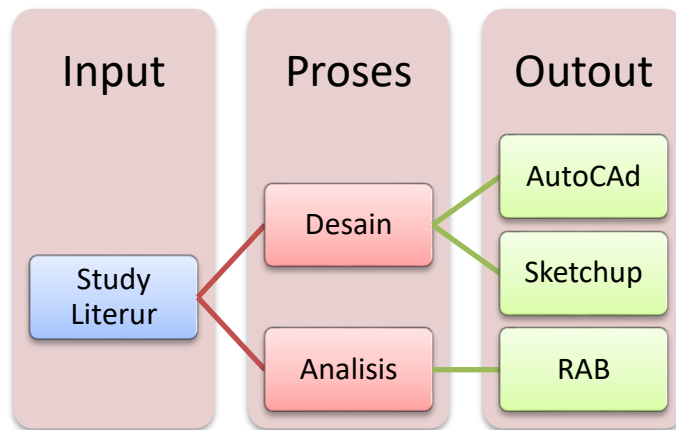 Input
Proses
Outout
Study
Literur
Desain
Analisis
AutoCAd
Sketchup
RAB